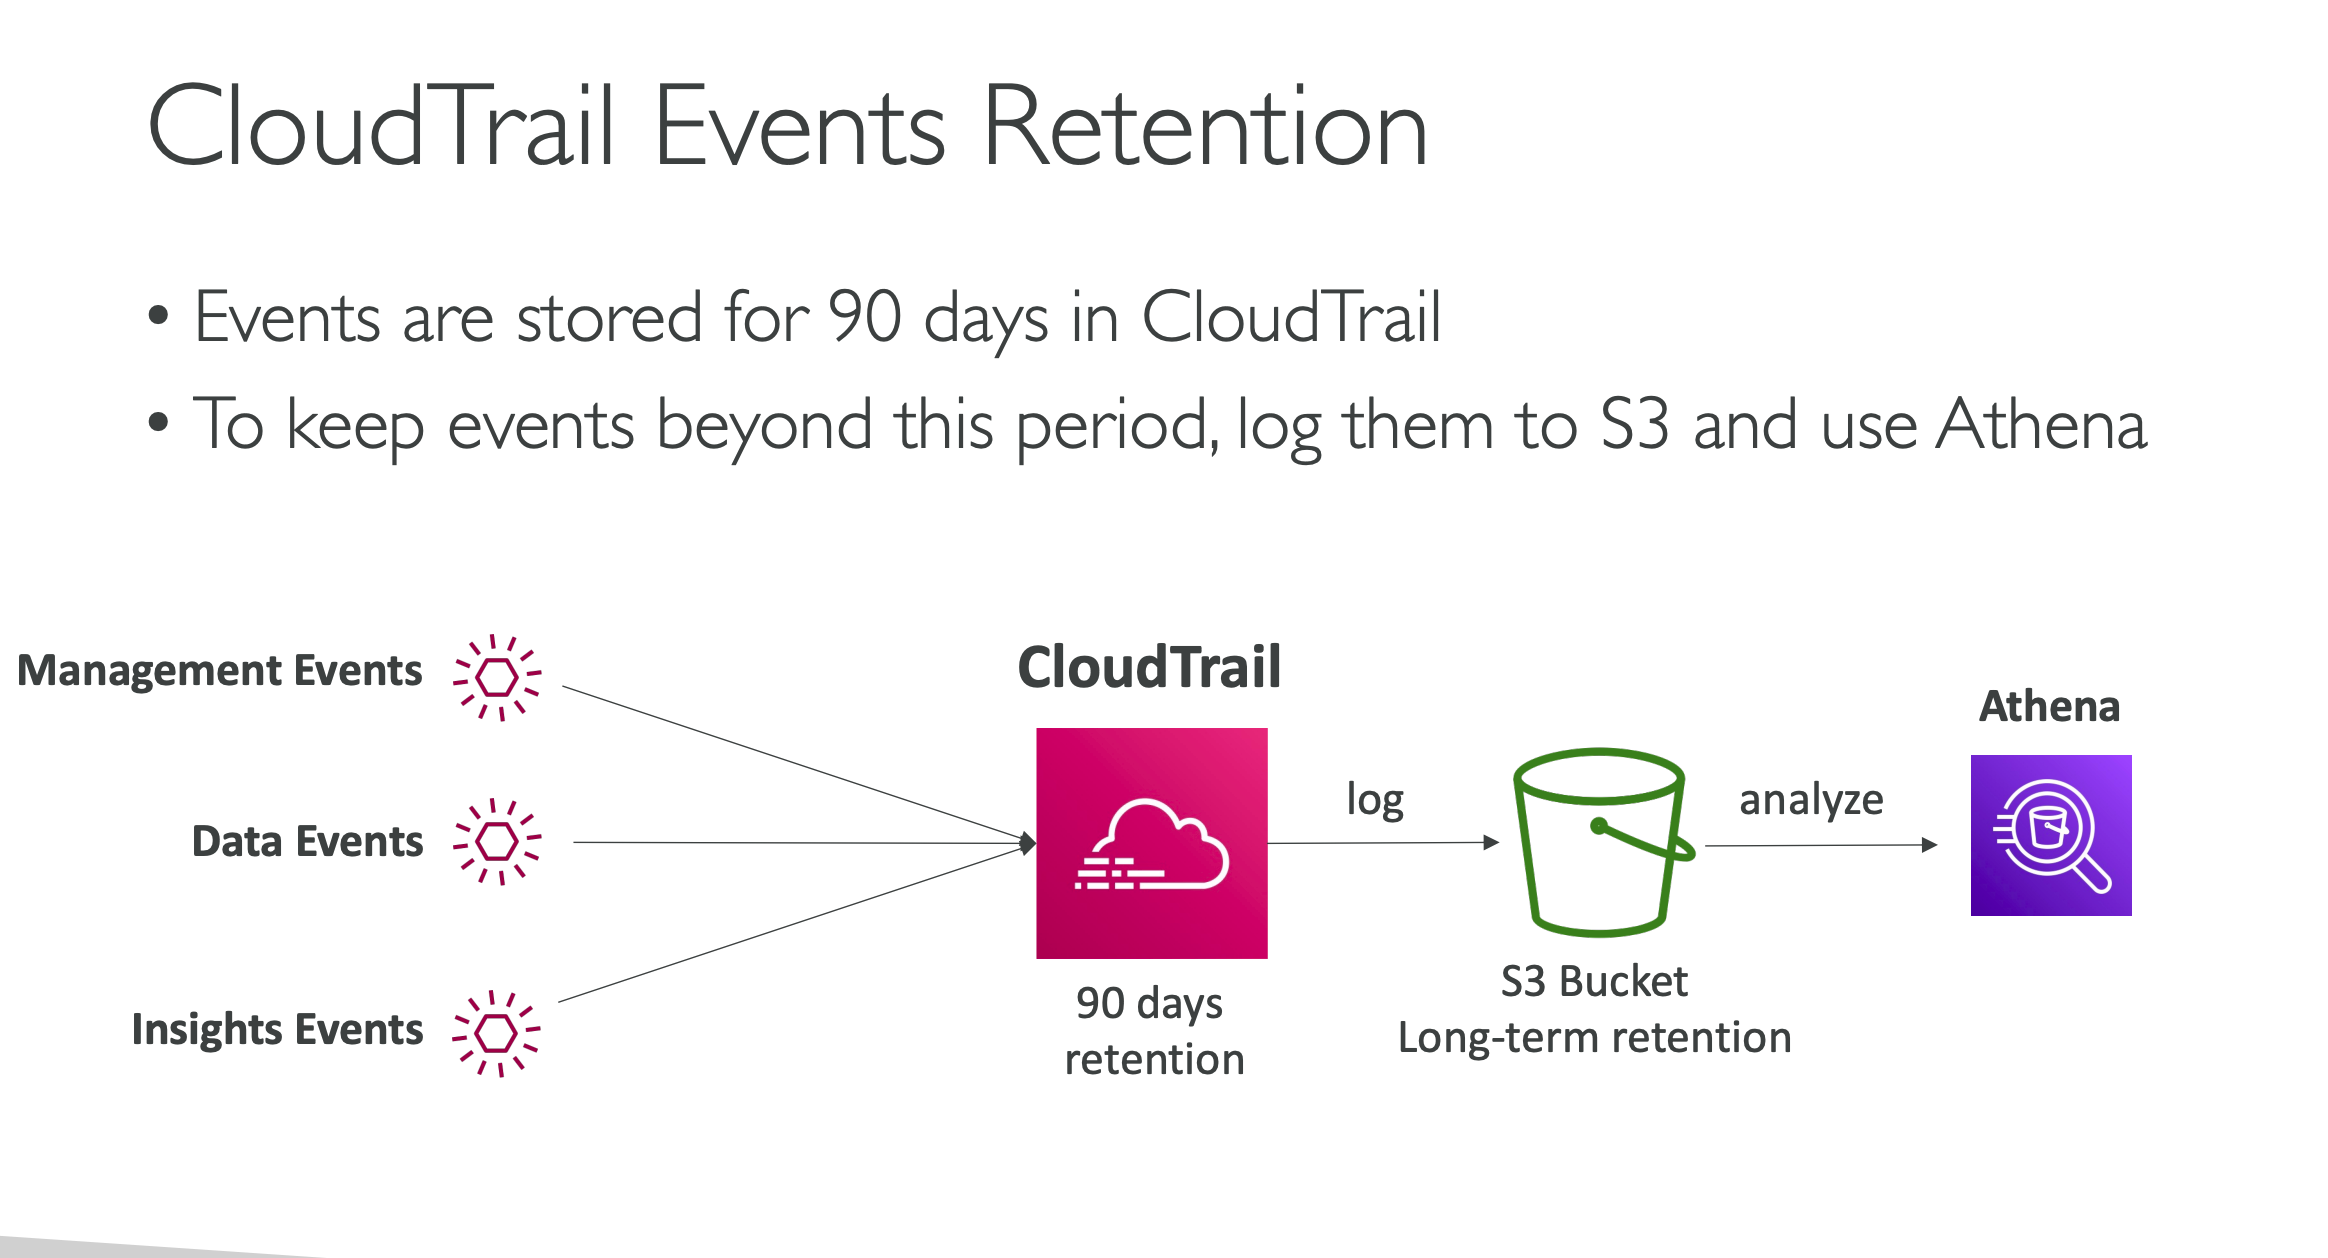 CloudTrail Events Retention
• Events are stored for 90 days in CloudTrail
• To keep events beyond this period, log them to S3 and use Athena
Management Events
Data Events
Insights Events
CloudTrail
90 days
retention
log
S3 Bucket
Long-term retention
analyze
Athena